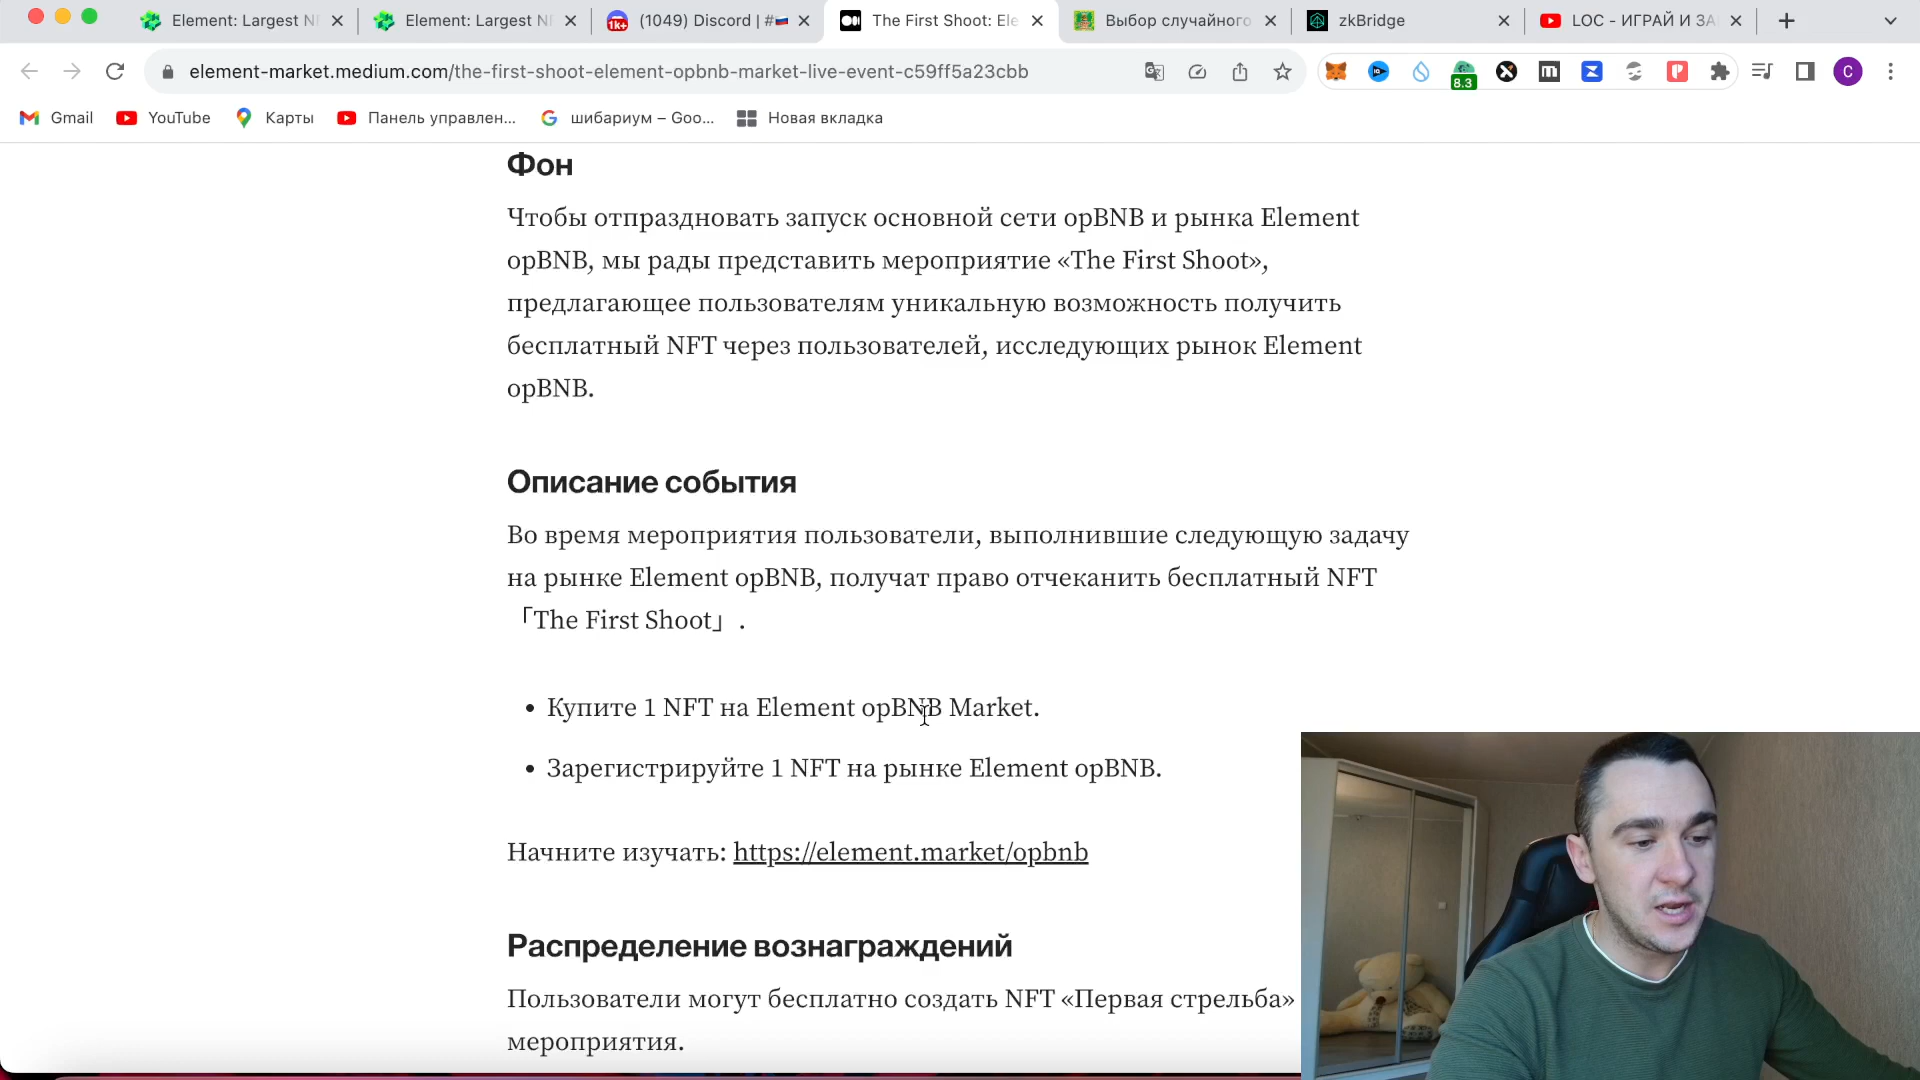 Element: Largest NF
Element: Largest NF
(1049) Discord | #
The First Shoot: Ele
Выбор случайного
zkBridge
LOC - ИГРАЙ И ЗА
element-market.medium.com/the-first-shoot-element-opbnb-market-live-event-c59ff5a23cbb
8.3
C
Gmail
YouTube
Карты
Панель управлен...
шибариум – Goo...
Новая вкладка
Фон
Чтобы отпраздновать запуск основной сети opBNB и рынка Element
opBNB, мы рады представить мероприятие «The First Shoot»,
предлагающее пользователям уникальную возможность получить
бесплатный NFT через пользователей, исследующих рынок Element
opBNB.
Описание события
Во время мероприятия пользователи, выполнившие следующую задачу
на рынке Element opBNB, получат право отчеканить бесплатный NFT
「The First Shoot」 .
• Купите 1 NFT на Element opBNB Market.
• Зарегистрируйте 1 NFT на рынке Element opBNB.
Начните изучать: https://element.market/opbnb
Распределение вознаграждений
Пользователи могут бесплатно создать NFT «Первая стрельба»
мероприятия.